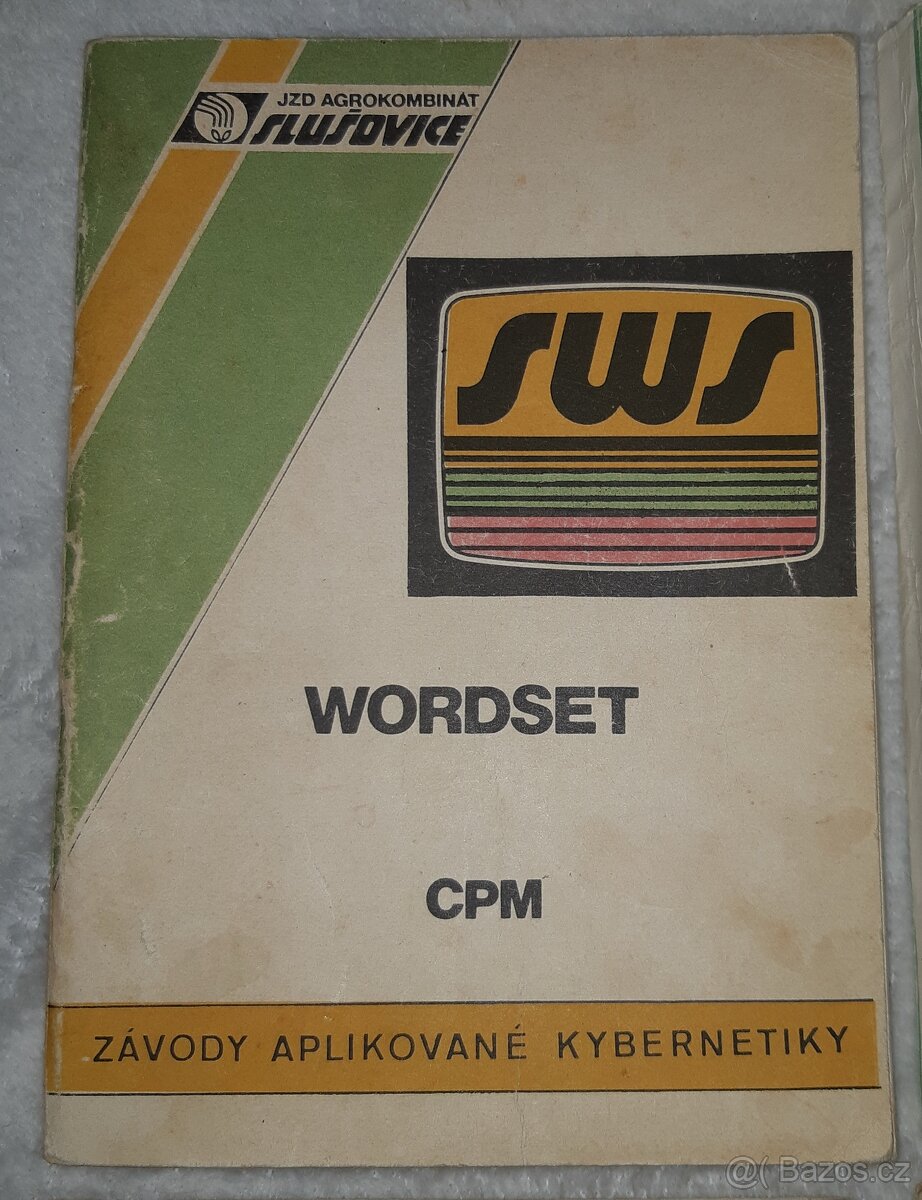 JZD AGROKOMBINÁT
SLUŠOVICE
SWS
WORDSET
CPM
ZÁVODY APLIKOVANÉ KYBERNETIKY
@( Bazos.cz